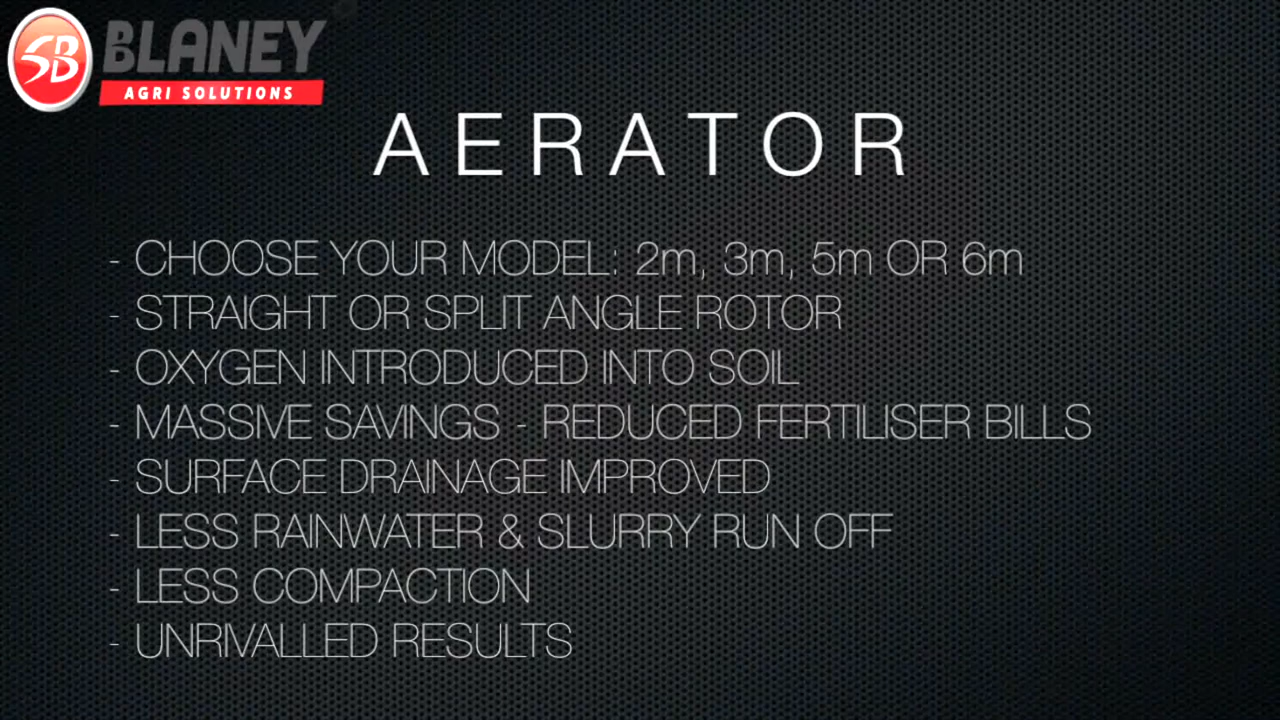 SB BLANEY
AGRI SOLUTIONS
AERATOR
- CHOOSE YOUR MODEL: 2m, 3m, 5m OR 6m
- STRAIGHT OR SPLIT ANGLE ROTOR
- OXYGEN INTRODUCED INTO SOIL
- MASSIVE SAVINGS - REDUCED FERTILISER BILLS
- SURFACE DRAINAGE IMPROVED
- LESS RAINWATER & SLURRY RUN OFF
- LESS COMPACTION
- UNRIVALLED RESULTS